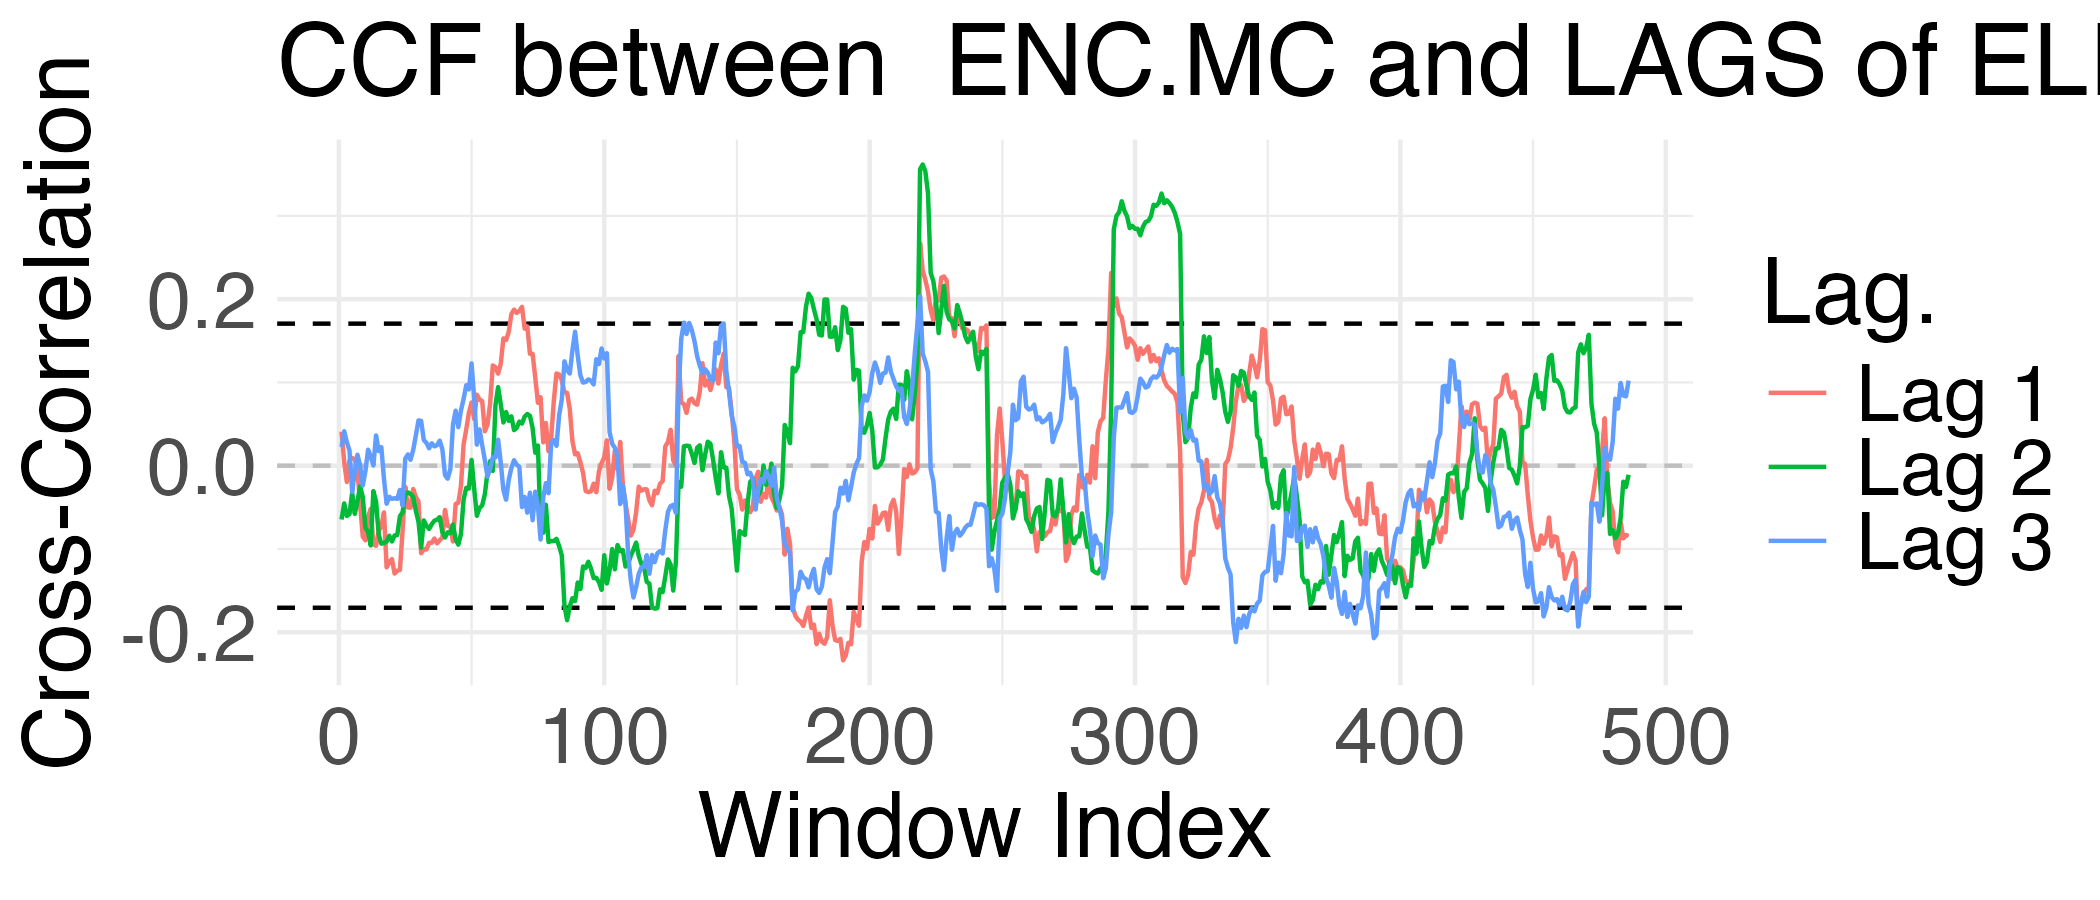 CCF between  ENC.MC and LAGS of
Cross-Correlation
0.2
0.0
-0.2
0 100 200 300 400 500
Window Index
Lag.
Lag 1
Lag 2
Lag 3